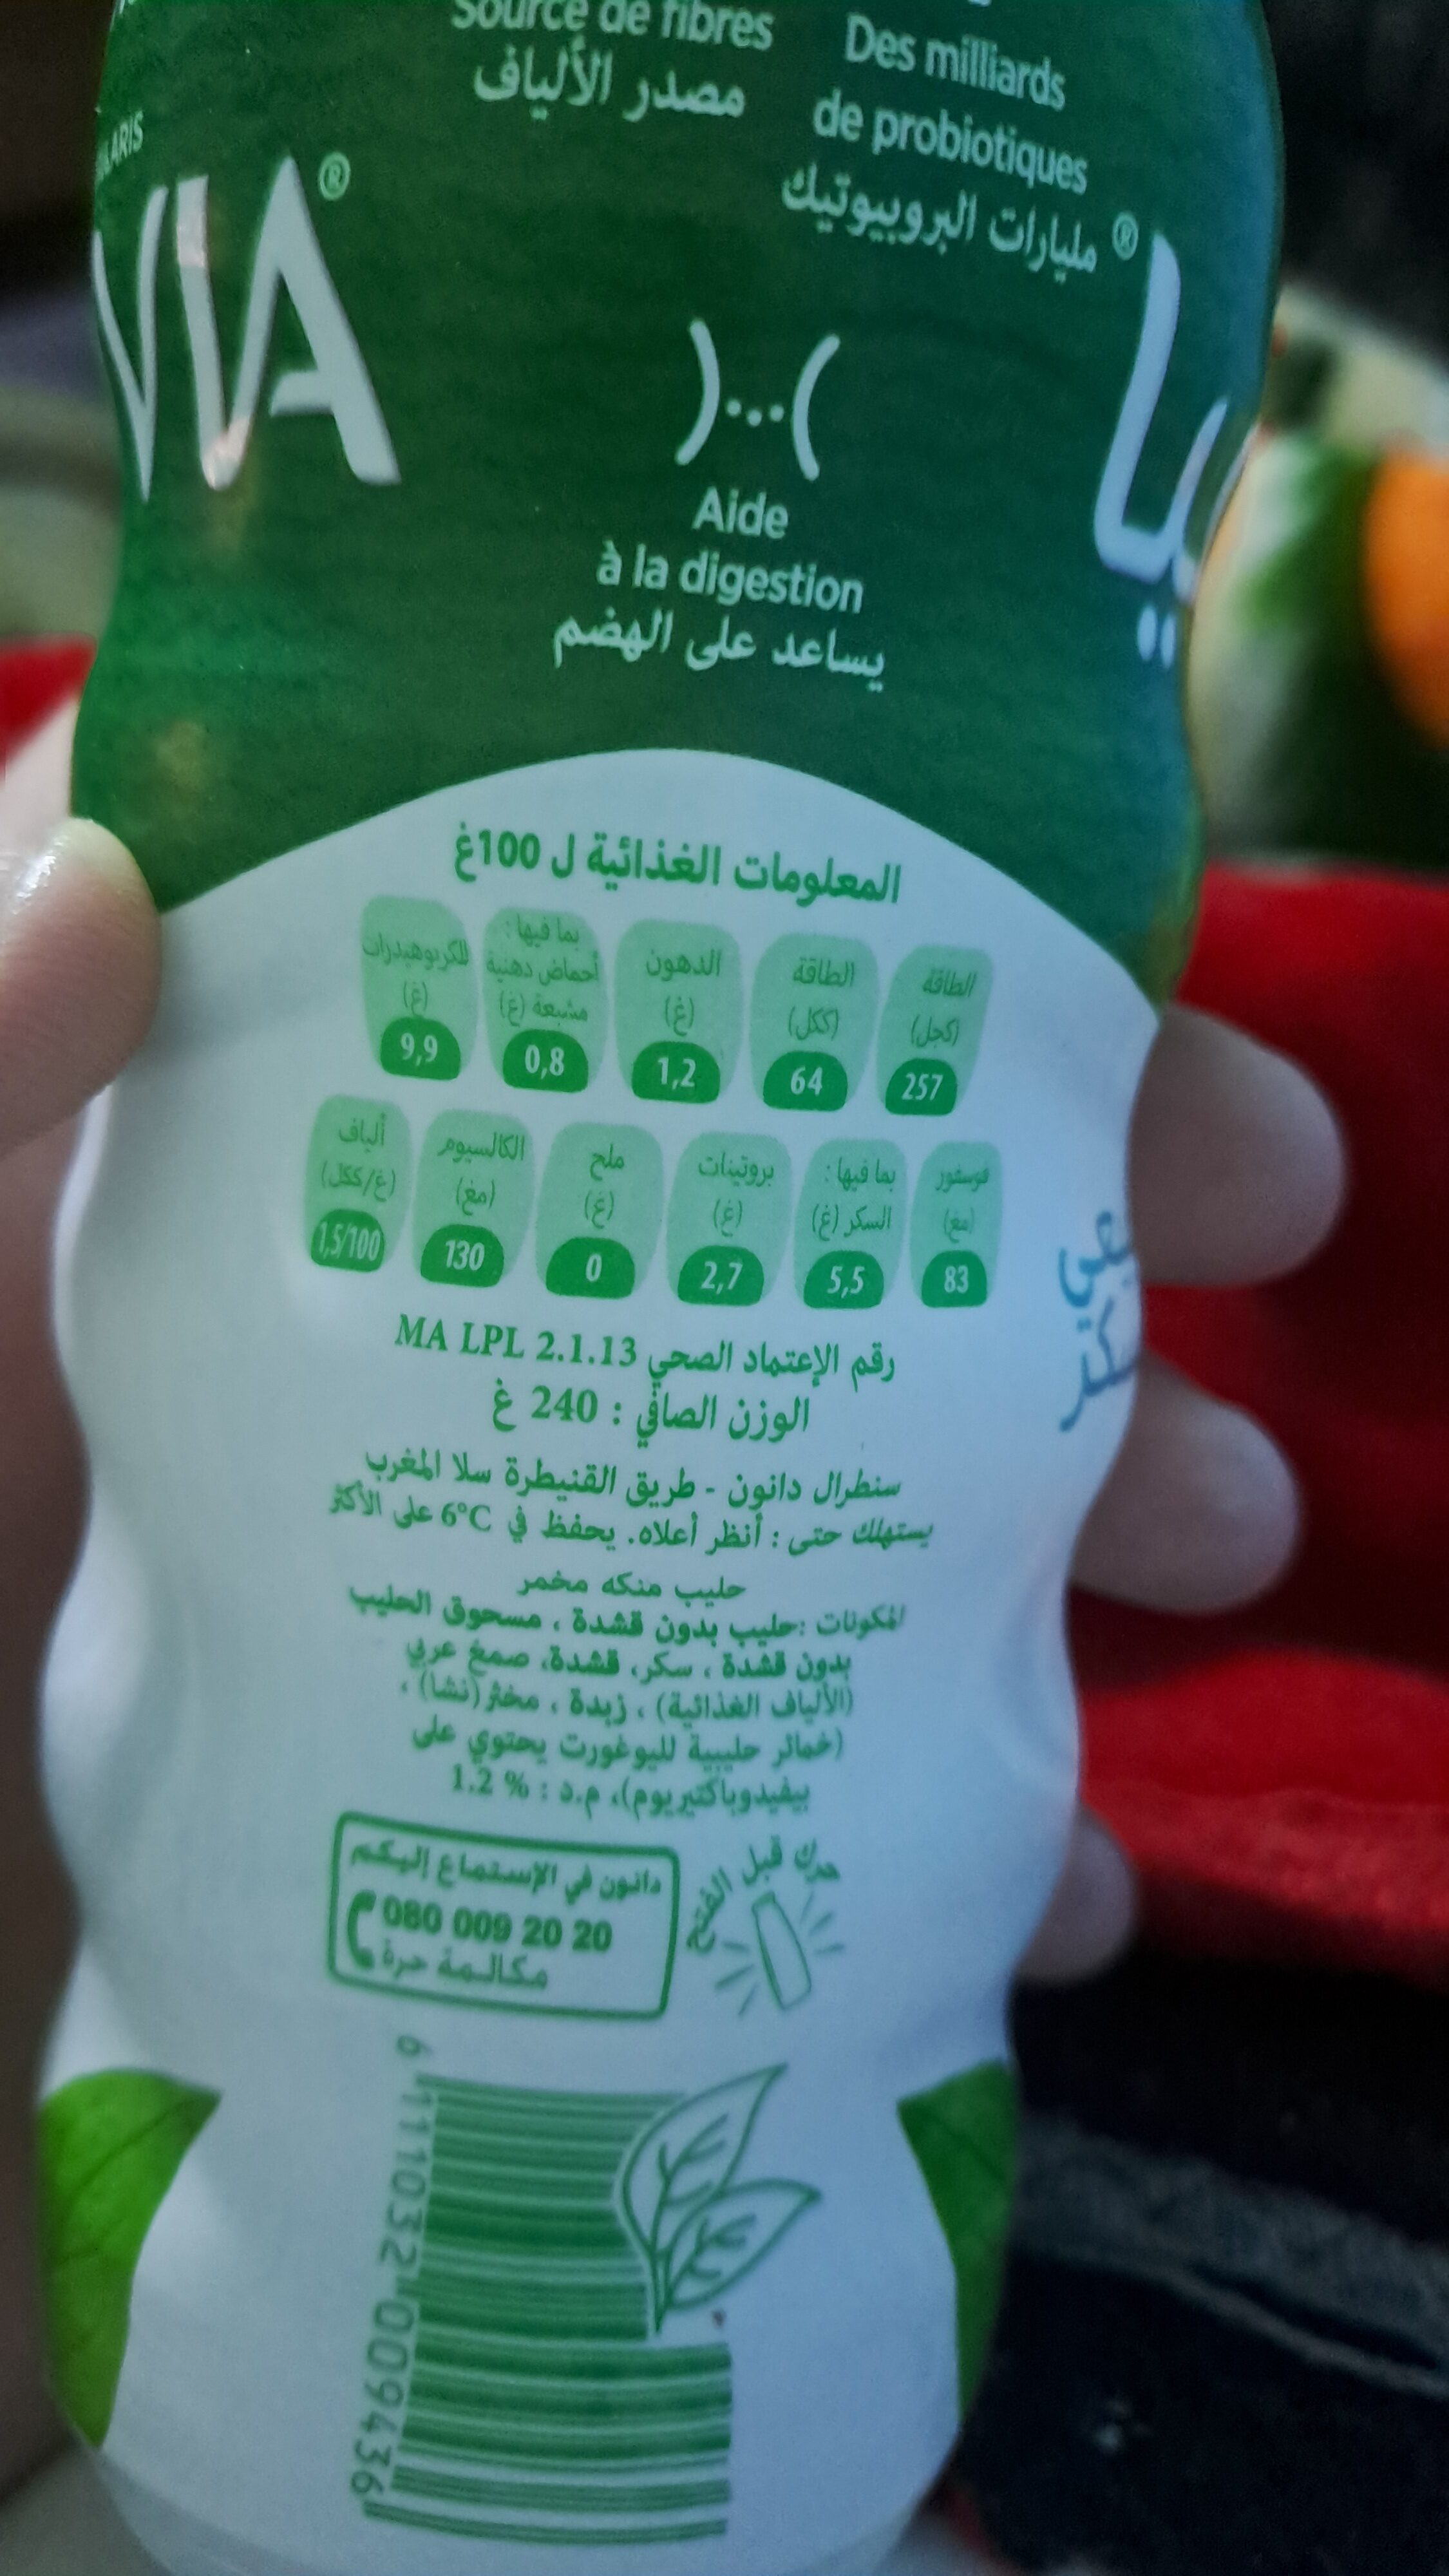 Source de fibres
مصدر الألياف
Des milliards
de probiotiques
مليارات البروبيوتيك
VIA®
®
يا
Aide
à la digestion
يساعد على الهضم
المعلومات الغذائية ل 100غ
الطاقة (كجل) 257
الطاقة (ككل) 64
الدهون (غ) 1,2
بما فيها : أحماض دهنية مشبعة (غ) 0,8
الكربوهيدرات (غ) 9,9
فوسفور (مغ) 83
بما فيها : السكر (غ) 5,5
بروتينات (غ) 2,7
ملح (غ) 0
الكالسيوم (مغ) 130
ألياف (غ/ككل) 1,5/100
رقم الإعتماد الصحي MA LPL 2.1.13
الوزن الصافي : 240 غ
سنطرال دانون - طريق القنيطرة سلا المغرب
يستهلك حتى : أنظر أعلاه. يحفظ في 6°C على الأكثر
حليب منكه مخمر
المكونات :حليب بدون قشدة ، مسحوق الحليب
بدون قشدة ، سكر، قشدة، صمغ عربي
(الألياف الغذائية) ، زبدة ، مخثر(نشا) ،
(خمائر حليبية لليوغورت يحتوي على
بيفيدوباكتيريوم)، م.د : % 1.2
حرك قبل الفتح
دانون في الإستماع إليكم
080 009 20 20
مكالمة حرة
6 111032 009436